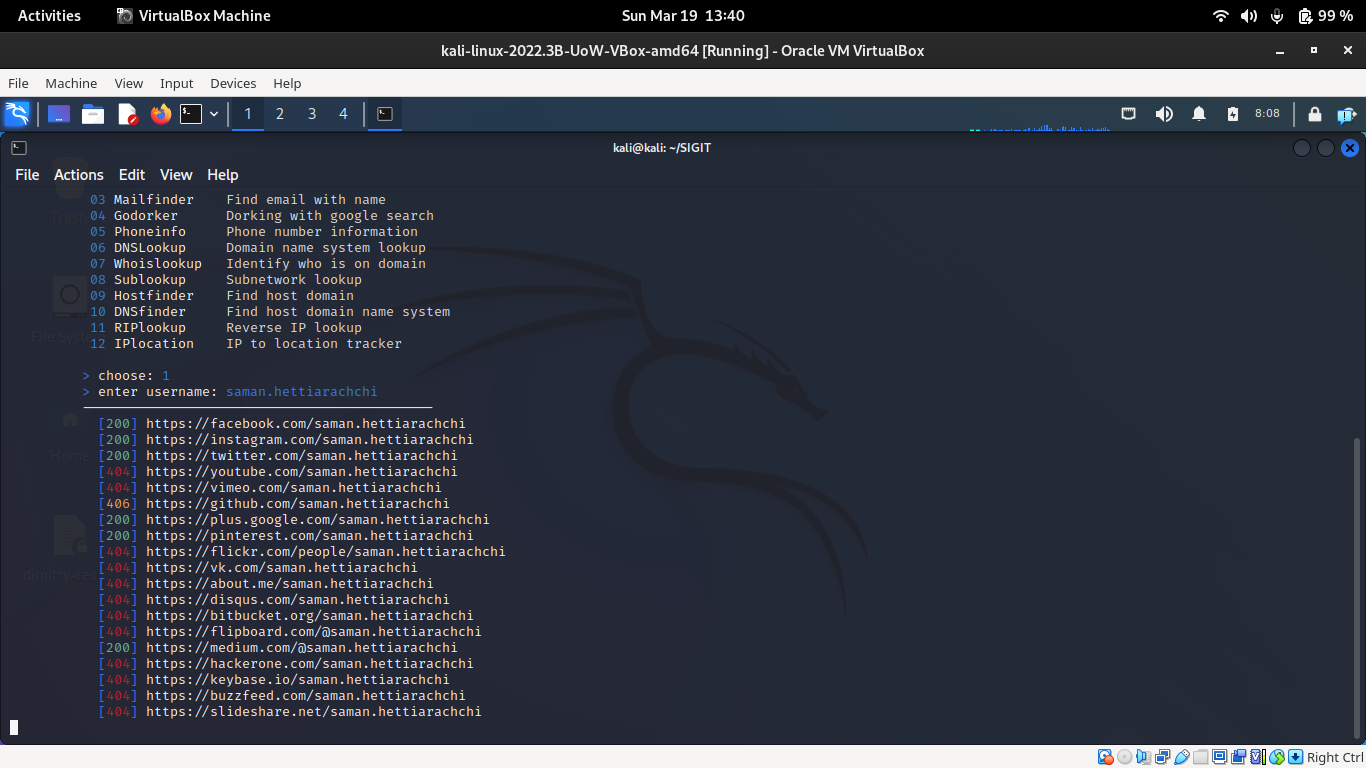 Activities VirtualBox Machine Sun Mar 19 13:40 99 %
kali-linux-2022.3B-UoW-VBox-amd64 [Running] - Oracle VM VirtualBox
File Machine View Input Devices Help
1 2 3 4 8:08
kali@kali: ~/SIGIT
File Actions Edit View Help
03 Mailfinder Find email with name
04 Godorker Dorking with google search
05 Phoneinfo Phone number information
06 DNSLookup Domain name system lookup
07 Whoislookup Identify who is on domain
08 Sublookup Subnetwork lookup
09 Hostfinder Find host domain
10 DNSfinder Find host domain name system
11 RIPlookup Reverse IP lookup
12 IPlocation IP to location tracker
> choose: 1
> enter username: saman.hettiarachchi
[200] https://facebook.com/saman.hettiarachchi
[200] https://instagram.com/saman.hettiarachchi
[200] https://twitter.com/saman.hettiarachchi
[404] https://youtube.com/saman.hettiarachchi
[404] https://vimeo.com/saman.hettiarachchi
[406] https://github.com/saman.hettiarachchi
[200] https://plus.google.com/saman.hettiarachchi
[200] https://pinterest.com/saman.hettiarachchi
[404] https://flickr.com/people/saman.hettiarachchi
[404] https://vk.com/saman.hettiarachchi
[404] https://about.me/saman.hettiarachchi
[404] https://disqus.com/saman.hettiarachchi
[404] https://bitbucket.org/saman.hettiarachchi
[404] https://flipboard.com/@saman.hettiarachchi
[200] https://medium.com/@saman.hettiarachchi
[404] https://hackerone.com/saman.hettiarachchi
[404] https://keybase.io/saman.hettiarachchi
[404] https://buzzfeed.com/saman.hettiarachchi
[404] https://slideshare.net/saman.hettiarachchi
Right Ctrl